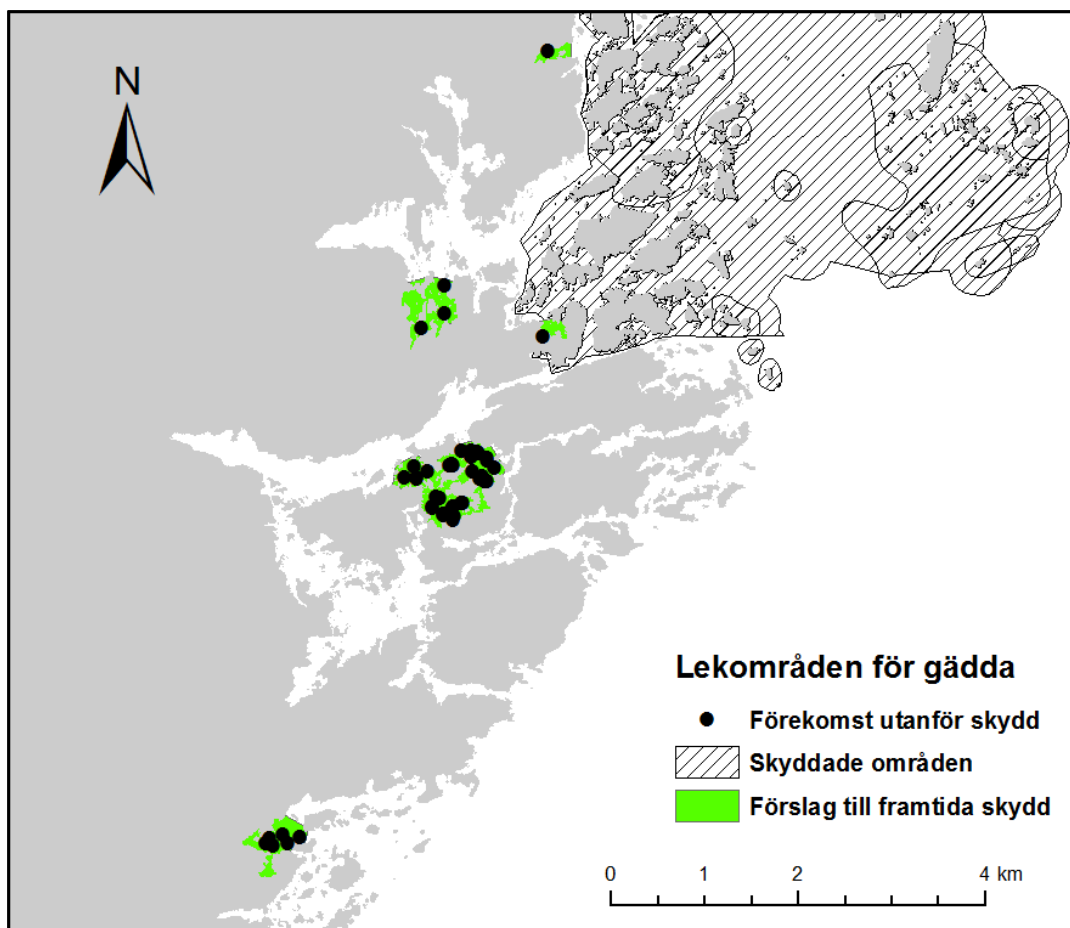 N
Lekområden för gädda
Förekomst utanför skydd
Skyddade områden
Förslag till framtida skydd
0 1 2 4 km